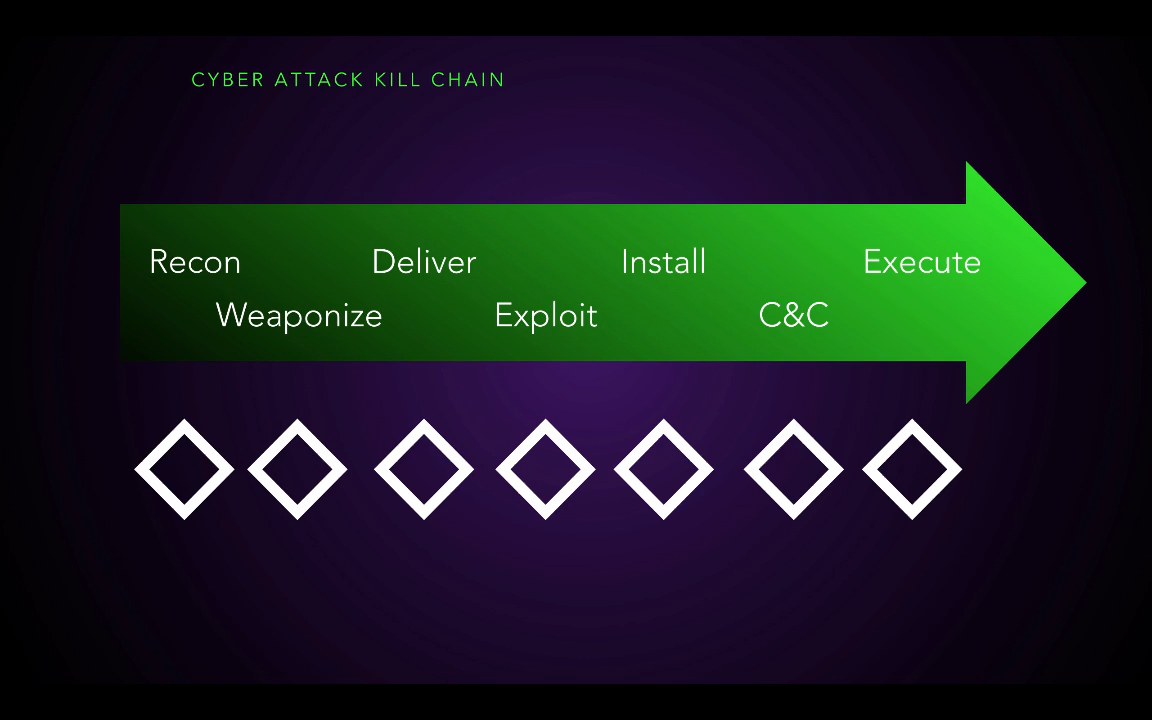 CYBER ATTACK KILL CHAIN
Recon Deliver Install Execute
Weaponize Exploit C&C